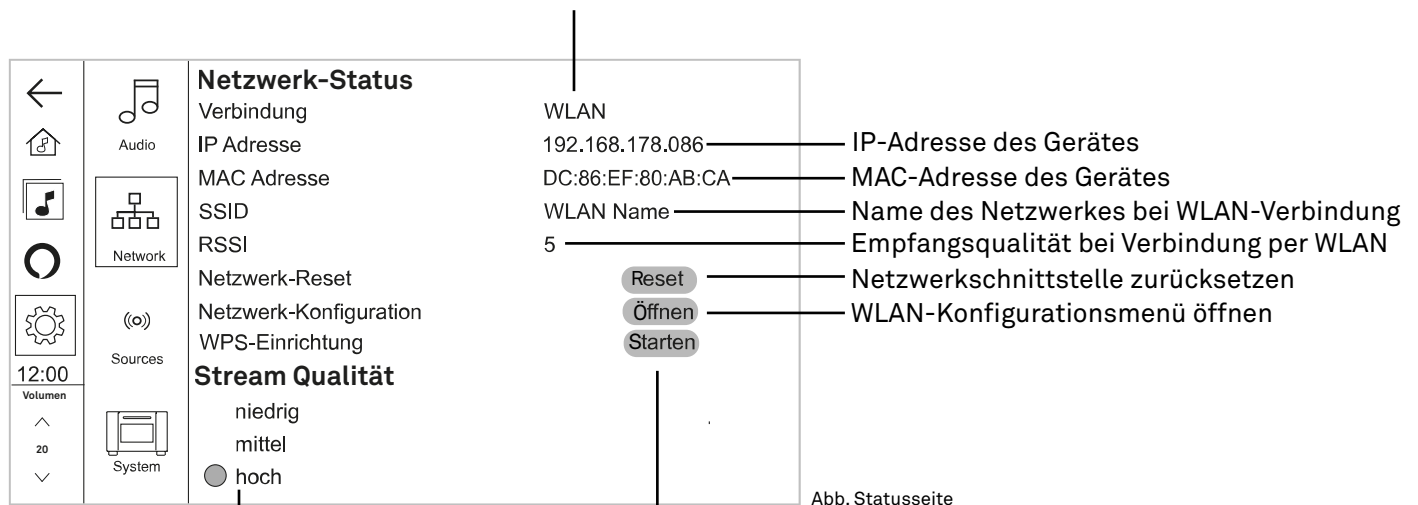 Netzwerk-Status
Verbindung WLAN
IP Adresse 192.168.178.086 IP-Adresse des Gerätes
MAC Adresse DC:86:EF:80:AB:CA MAC-Adresse des Gerätes
SSID WLAN Name Name des Netzwerkes bei WLAN-Verbindung
RSSI 5 Empfangsqualität bei Verbindung per WLAN
Netzwerk-Reset Reset Netzwerkschnittstelle zurücksetzen
Netzwerk-Konfiguration Öffnen WLAN-Konfigurationsmenü öffnen
WPS-Einrichtung Starten
Stream Qualität
niedrig
mittel
hoch
Audio
Network
Sources
System
12:00
Volumen
20
Abb. Statusseite